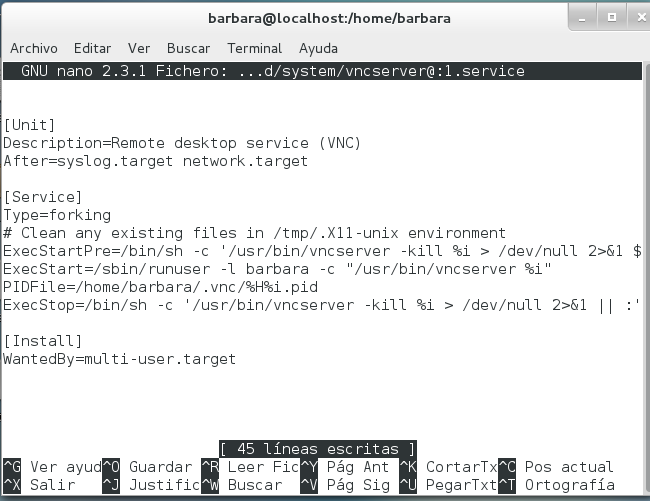 barbara@localhost:/home/barbara
Archivo Editar Ver Buscar Terminal Ayuda
GNU nano 2.3.1 Fichero: ...d/system/vncserver@:1.service
[Unit]
Description=Remote desktop service (VNC)
After=syslog.target network.target
[Service]
Type=forking
# Clean any existing files in /tmp/.X11-unix environment
ExecStartPre=/bin/sh -c '/usr/bin/vncserver -kill %i > /dev/null 2>&1 $
ExecStart=/sbin/runuser -l barbara -c "/usr/bin/vncserver %i"
PIDFile=/home/barbara/.vnc/%H%i.pid
ExecStop=/bin/sh -c '/usr/bin/vncserver -kill %i > /dev/null 2>&1 || :'
[Install]
WantedBy=multi-user.target
[ 45 líneas escritas ]
^G Ver ayud^O Guardar ^R Leer Fic^Y Pág Ant ^K CortarTx^C Pos actual
^X Salir ^J Justific^W Buscar ^V Pág Sig ^U PegarTxt^T Ortografía